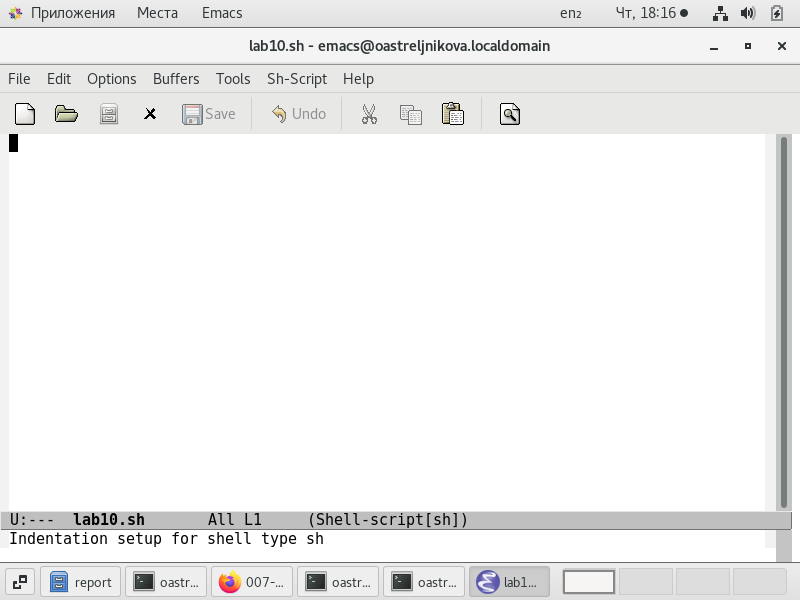 Приложения Места Emacs en₂ Чт, 18:16
lab10.sh - emacs@oastreljnikova.localdomain
File Edit Options Buffers Tools Sh-Script Help
Save Undo
U:--- lab10.sh All L1 (Shell-script[sh])
Indentation setup for shell type sh
report oastr... 007-... oastr... oastr... lab1...